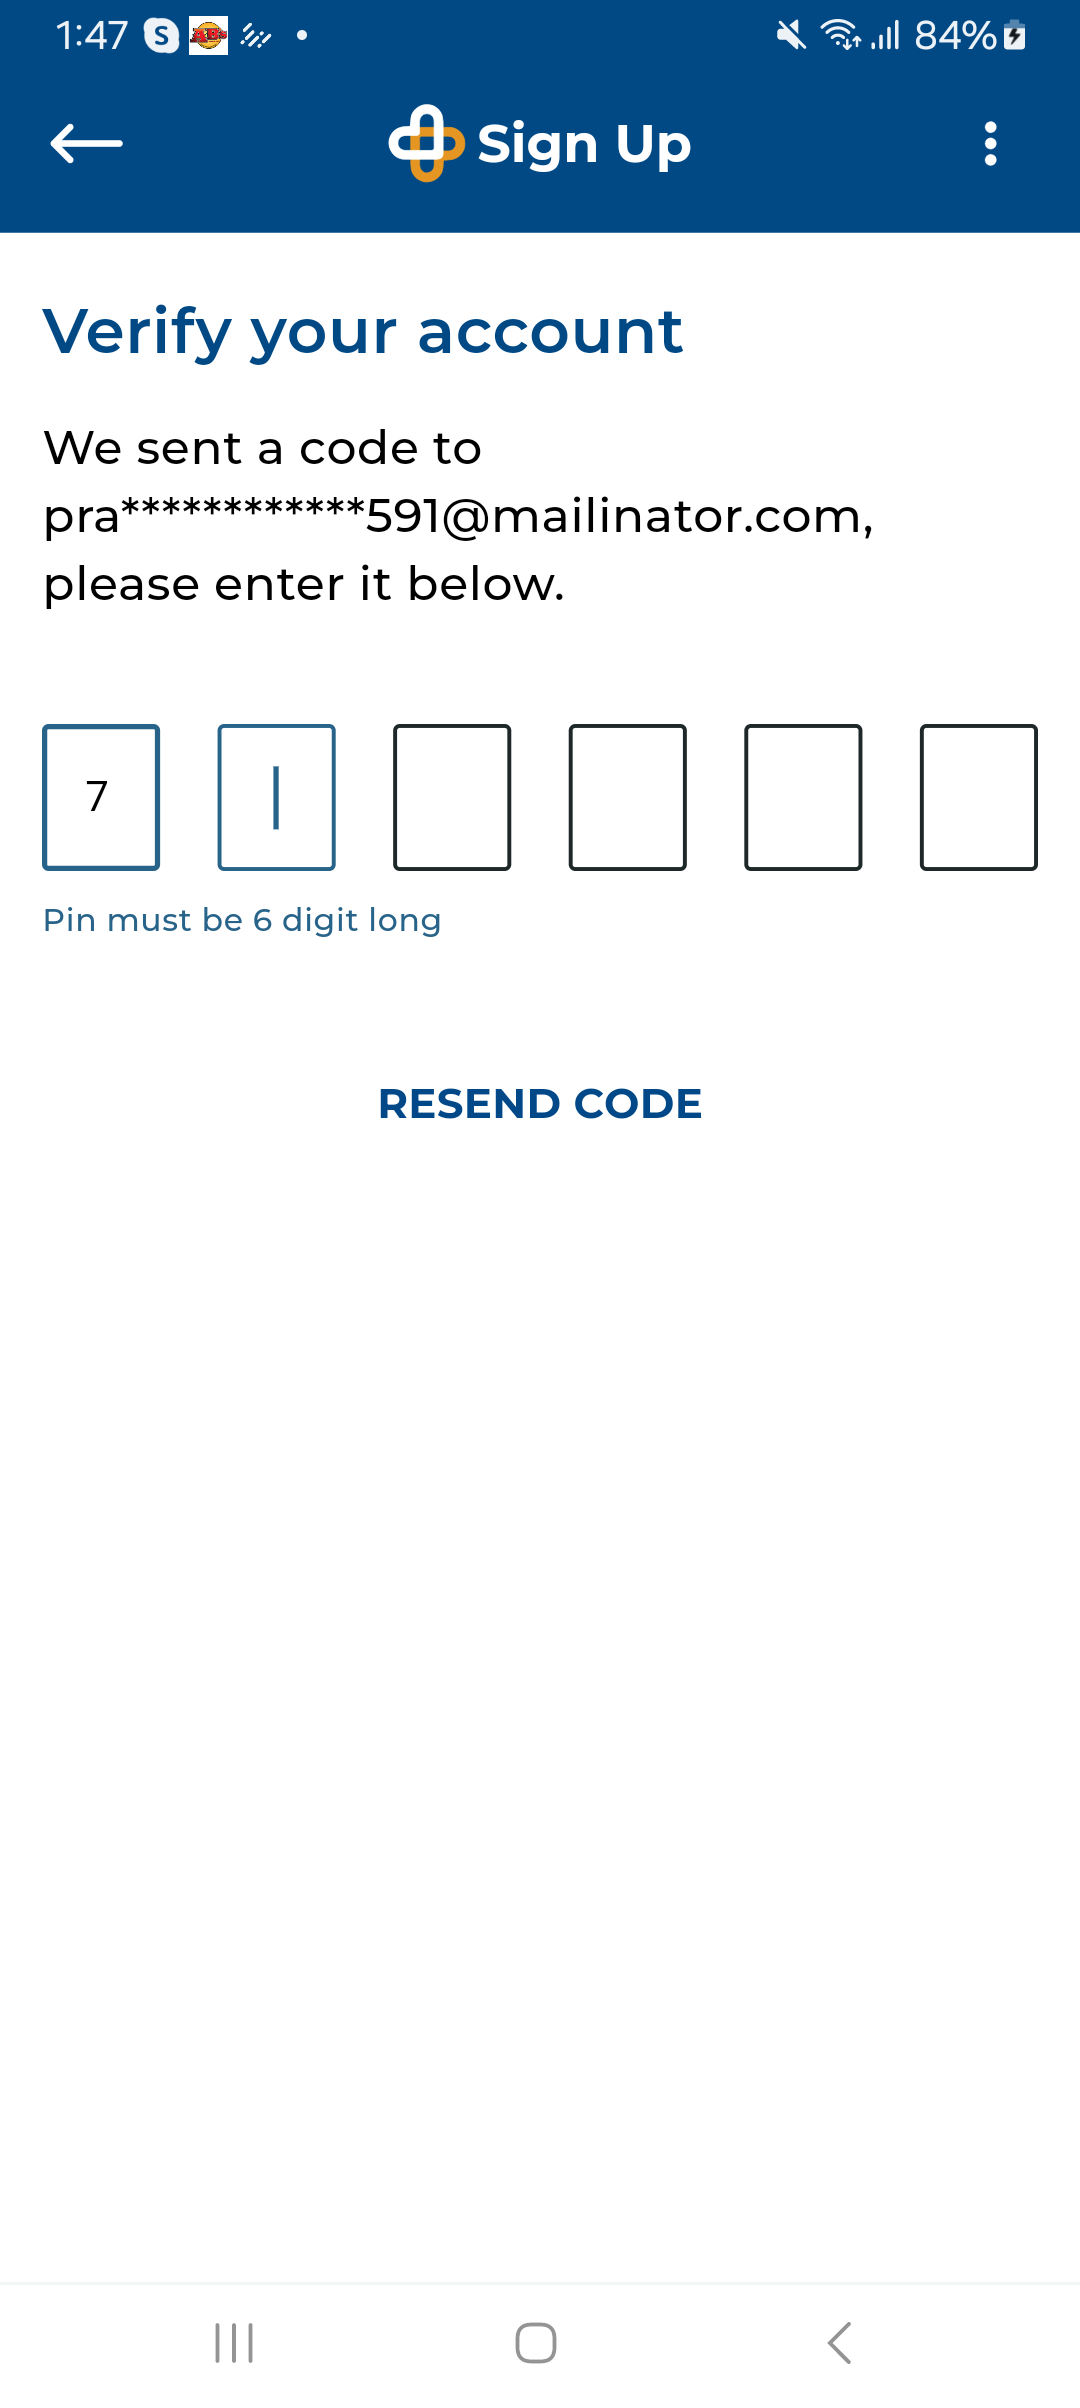 1:47 S ABs 84%
Sign Up
Verify your account
We sent a code to
pra************591@mailinator.com,
please enter it below.
7
Pin must be 6 digit long
RESEND CODE